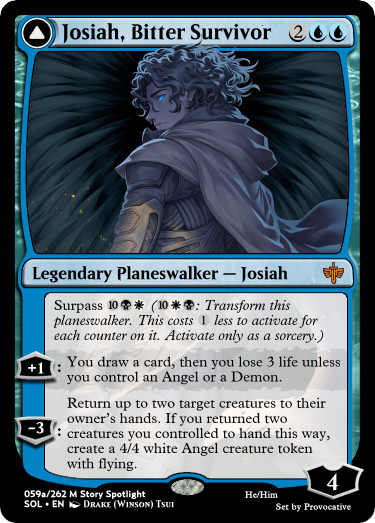 Josiah, Bitter Survivor 2
Legendary Planeswalker — Josiah
Surpass 10 (10: Transform this
planeswalker. This costs 1 less to activate
for each counter on it. Activate only as a sorcery.)
+1: You draw a card, then you lose 3 life unless
you control an Angel or a Demon.
-3: Return up to two target creatures to their
owner's hands. If you returned two
creatures you controlled to hand this way,
create a 4/4 white Angel creature token
with flying.
4
059a/262 M Story Spotlight
SOL • EN Drake (Winson) Tsui
He/Him
Set by Provocative